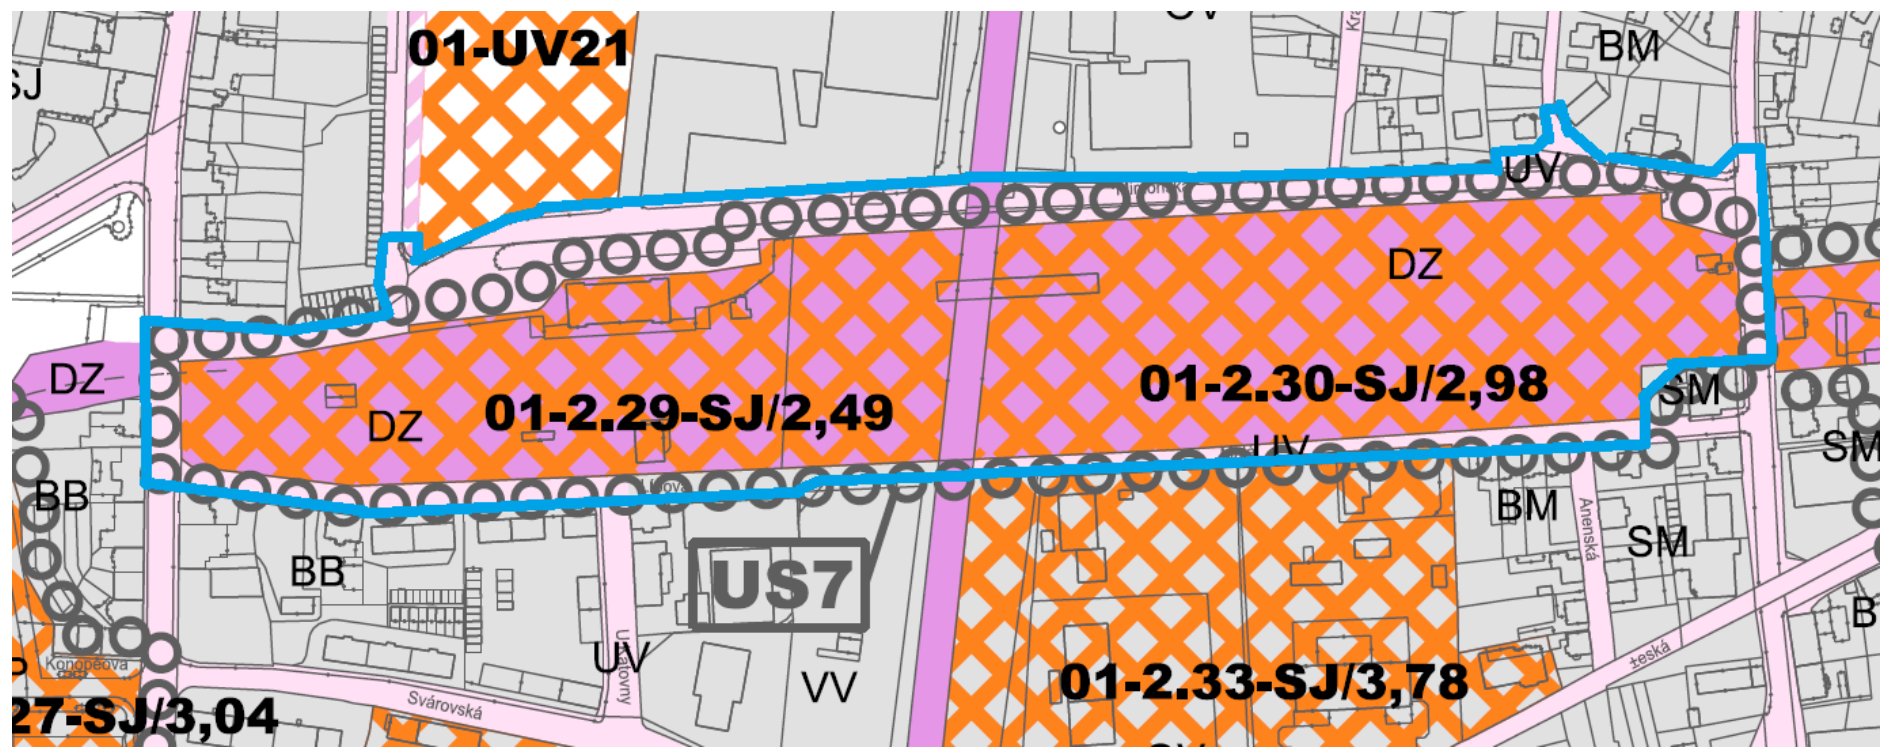 BM
01-UV21
SJ
UV
DZ
DZ
01-2.30-SJ/2,98
SM
DZ
01-2.29-SJ/2,49
UV
SM
BB
BM
Anenská
SM
BB
US7
UV
VV
Konopěova
01-2.33-SJ/3,78
27-SJ/3,04
Svárovská